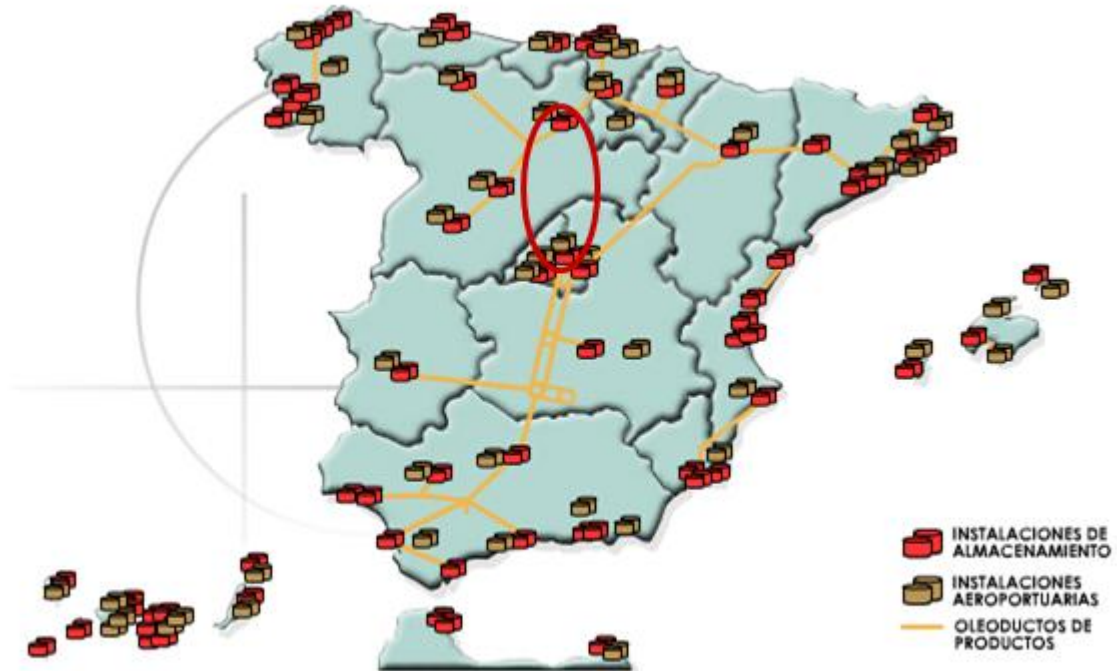 INSTALACIONES DE
ALMACENAMIENTO
INSTALACIONES
AEROPORTUARIAS
OLEODUCTOS DE
PRODUCTOS